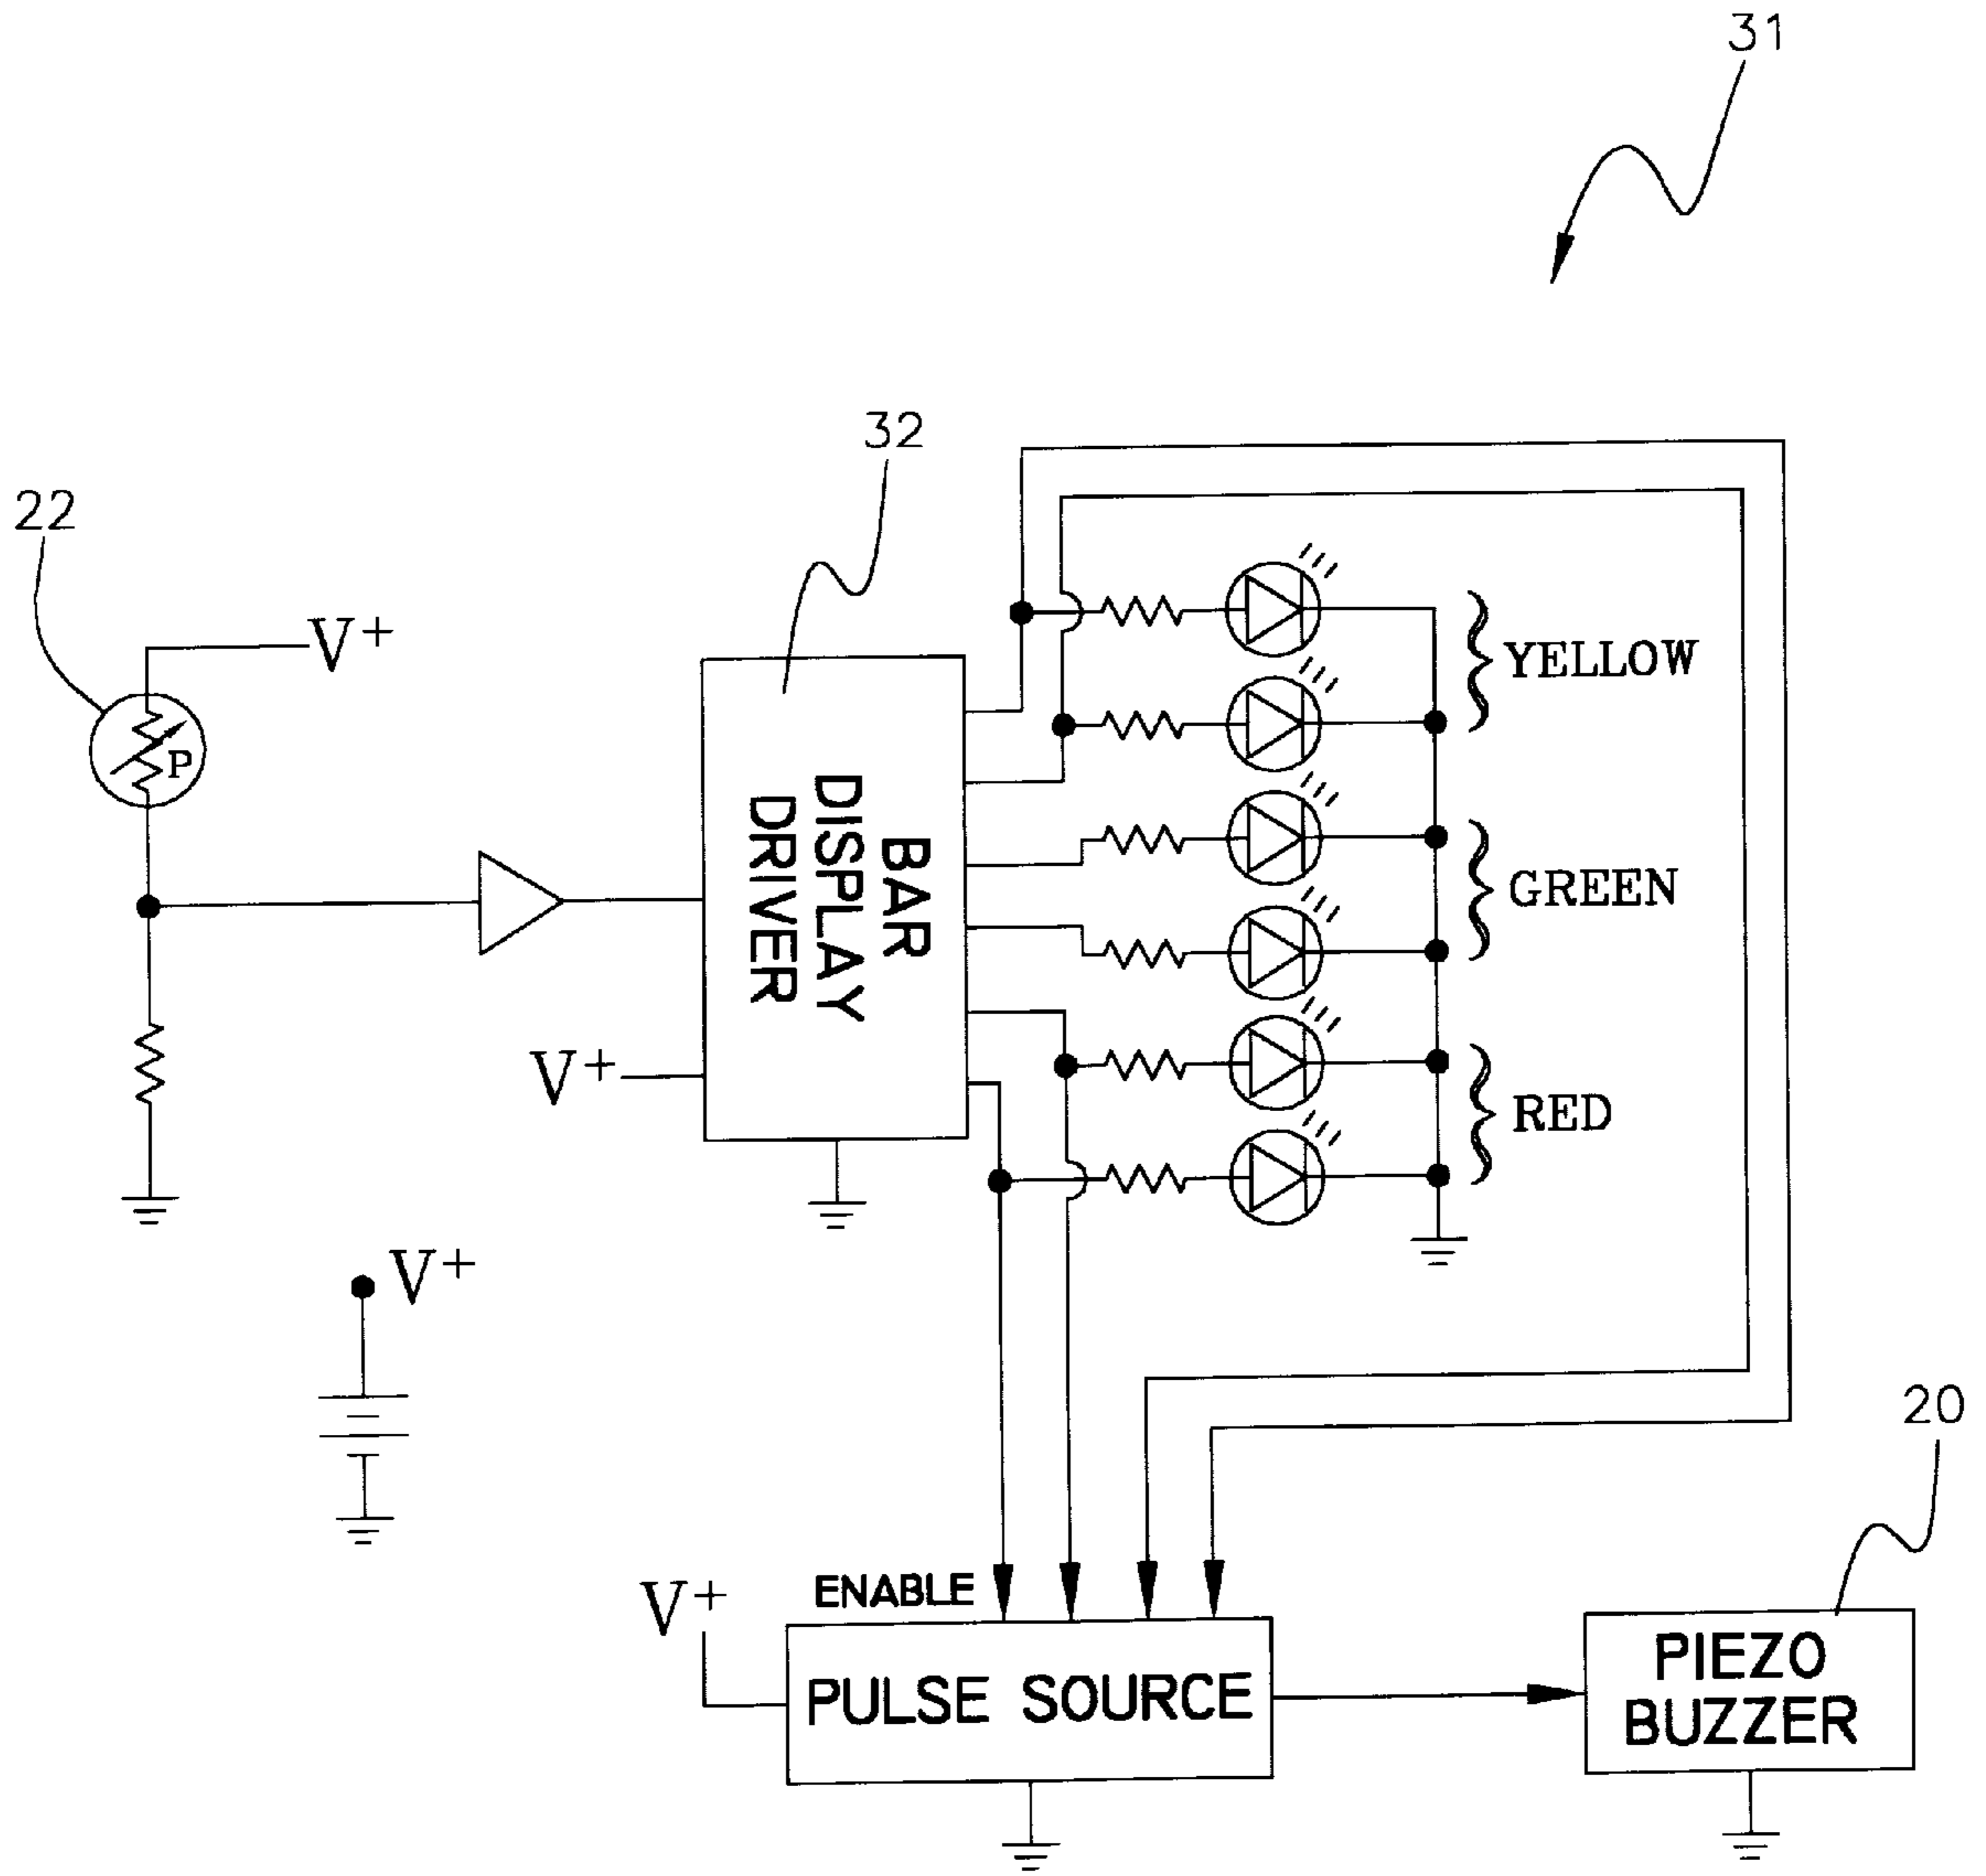 31
32
22
V+
P
YELLOW
BAR
DISPLAY
DRIVER
GREEN
V+
RED
V+
20
ENABLE
V+
PULSE SOURCE
PIEZO
BUZZER